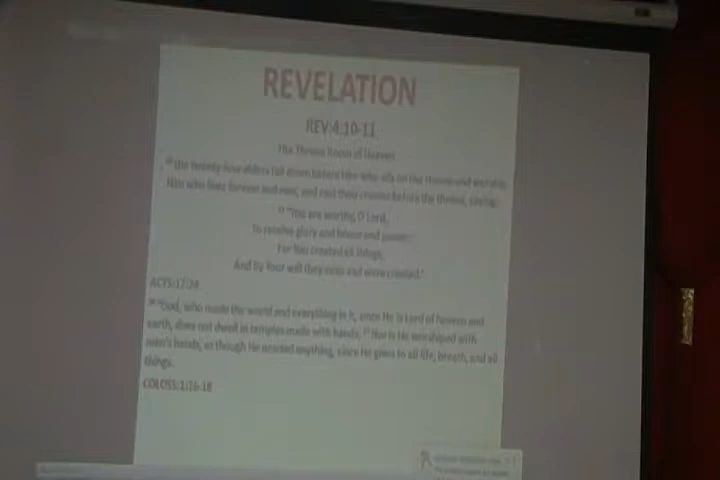 REVELATION
REV:4:10-11
The Throne Room of Heaven
¹⁰ the twenty-four elders fall down before Him who sits on the throne and worship
Him who lives forever and ever, and cast their crowns before the throne, saying:
¹¹ "You are worthy, O Lord,
To receive glory and honor and power;
For You created all things,
And by Your will they exist and were created."
ACTS:17:24
²⁴ "God, who made the world and everything in it, since He is Lord of heaven and
earth, does not dwell in temples made with hands. ²⁵ Nor is He worshiped with
men's hands, as though He needed anything, since He gives to all life, breath, and all
things.
COLOSS:1:16-18